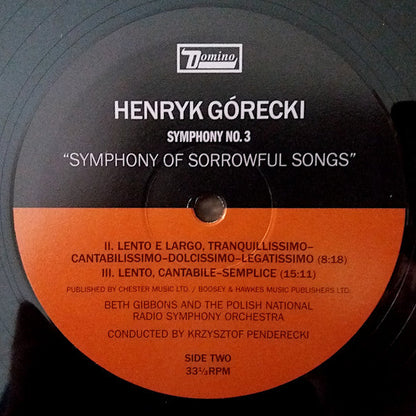 Domino
HENRYK GÓRECKI
SYMPHONY NO. 3
“SYMPHONY OF SORROWFUL SONGS”
II. LENTO E LARGO, TRANQUILLISSIMO–
CANTABILISSIMO–DOLCISSIMO–LEGATISSIMO (8:18)
III. LENTO, CANTABILE–SEMPLICE (15:11)
PUBLISHED BY CHESTER MUSIC LTD. / BOOSEY & HAWKES MUSIC PUBLISHERS LTD.
BETH GIBBONS AND THE POLISH NATIONAL
RADIO SYMPHONY ORCHESTRA
CONDUCTED BY KRZYSZTOF PENDERECKI
SIDE TWO
33⅓RPM